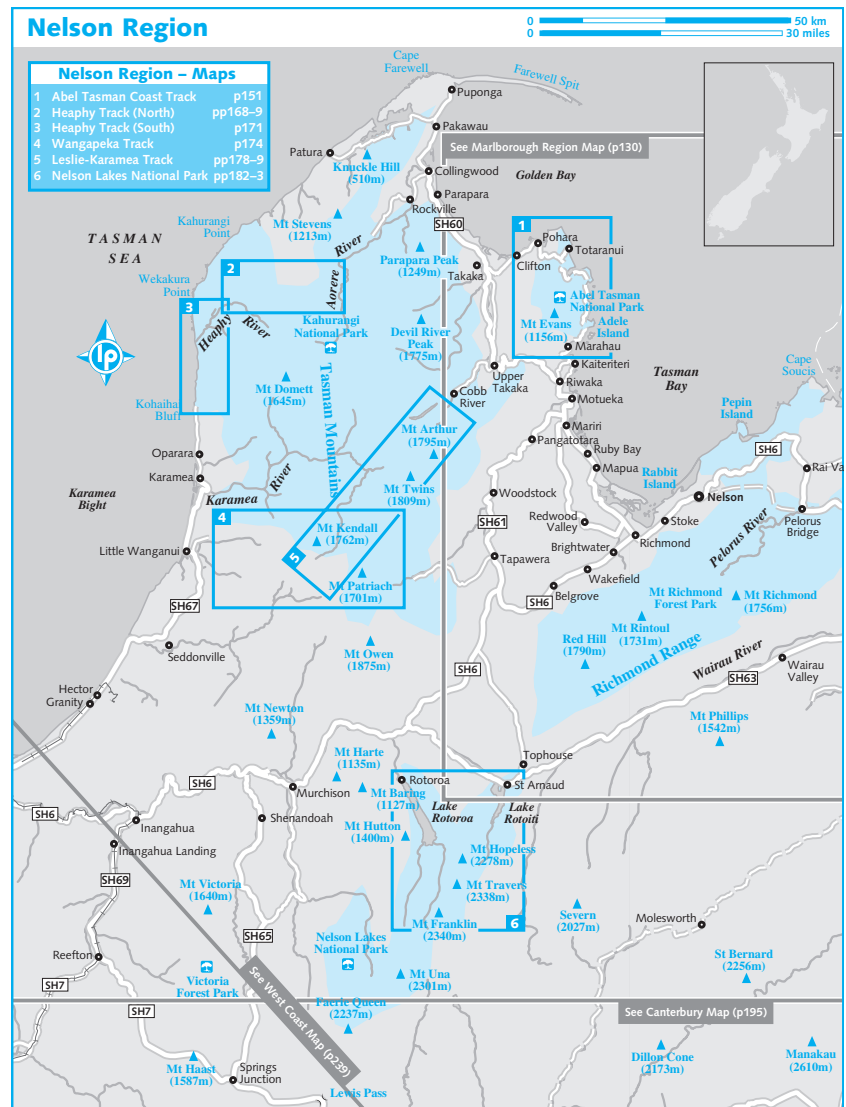 Nelson Region
0 50 km
0 30 miles
Nelson Region – Maps
1 Abel Tasman Coast Track p151
2 Heaphy Track (North) pp168–9
3 Heaphy Track (South) p171
4 Wangapeka Track p174
5 Leslie-Karamea Track pp178–9
6 Nelson Lakes National Park pp182–3
Cape
Farewell
Farewell Spit
Puponga
Pakawau
See Marlborough Region Map (p130)
Patura
Knuckle Hill
(510m)
Collingwood
Golden Bay
Parapara
Rockville
Kahurangi
Point
Mt Stevens
(1213m)
SH60
1
Pohara
Totaranui
TASMAN
SEA
River
Aorere
Parapara Peak
(1249m)
Takaka
Clifton
2
Wekakura
Point
3
Heaphy
River
Kahurangi
National Park
Abel Tasman
National Park
Mt Evans
(1156m)
Adele
Island
Devil River
Peak
(1775m)
Marahau
lp
Kaiteriteri
Cape
Soucis
Tasman
Bay
Tasman Mountains
Mt Domett
(1645m)
Upper
Takaka
Riwaka
Cobb
River
Motueka
Kohaihai
Bluff
Pepin
Island
Mt Arthur
(1795m)
Mariri
Pangatotara
SH6
Oparara
Ruby Bay
Mapua
Rai Va
Karamea
River
Mt Twins
(1809m)
Rabbit
Island
Karamea
Bight
Karamea
Woodstock
Nelson
4
SH61
Redwood
Valley
Stoke
Pelorus River
Pelorus
Bridge
Mt Kendall
(1762m)
Richmond
Little Wanganui
5
Tapawera
Brightwater
Wakefield
Mt Patriach
(1701m)
Belgrove
SH6
Mt Richmond
Forest Park
Mt Richmond
(1756m)
SH67
Mt Rintoul
(1731m)
Red Hill
(1790m)
Seddonville
Mt Owen
(1875m)
SH6
Richmond Range
Wairau River
Wairau
Valley
SH63
Hector
Granity
Mt Newton
(1359m)
Mt Phillips
(1542m)
Tophouse
Mt Harte
(1135m)
SH6
Murchison
Rotoroa
St Arnaud
Mt Baring
(1127m)
Lake
Rotoroa
Lake
Rotoiti
SH6
Inangahua
Shenandoah
Mt Hutton
(1400m)
Inangahua Landing
Mt Hopeless
(2278m)
SH69
Mt Victoria
(1640m)
Mt Travers
(2338m)
Severn
(2027m)
Mt Franklin
(2340m)
6
Molesworth
SH65
Nelson Lakes
National Park
Reefton
St Bernard
(2256m)
Victoria
Forest Park
Mt Una
(2301m)
SH7
See West Coast Map (p239)
Faerie Queen
(2237m)
SH7
See Canterbury Map (p195)
Mt Haast
(1587m)
Springs
Junction
Dillon Cone
(2173m)
Manakau
(2610m)
Lewis Pass